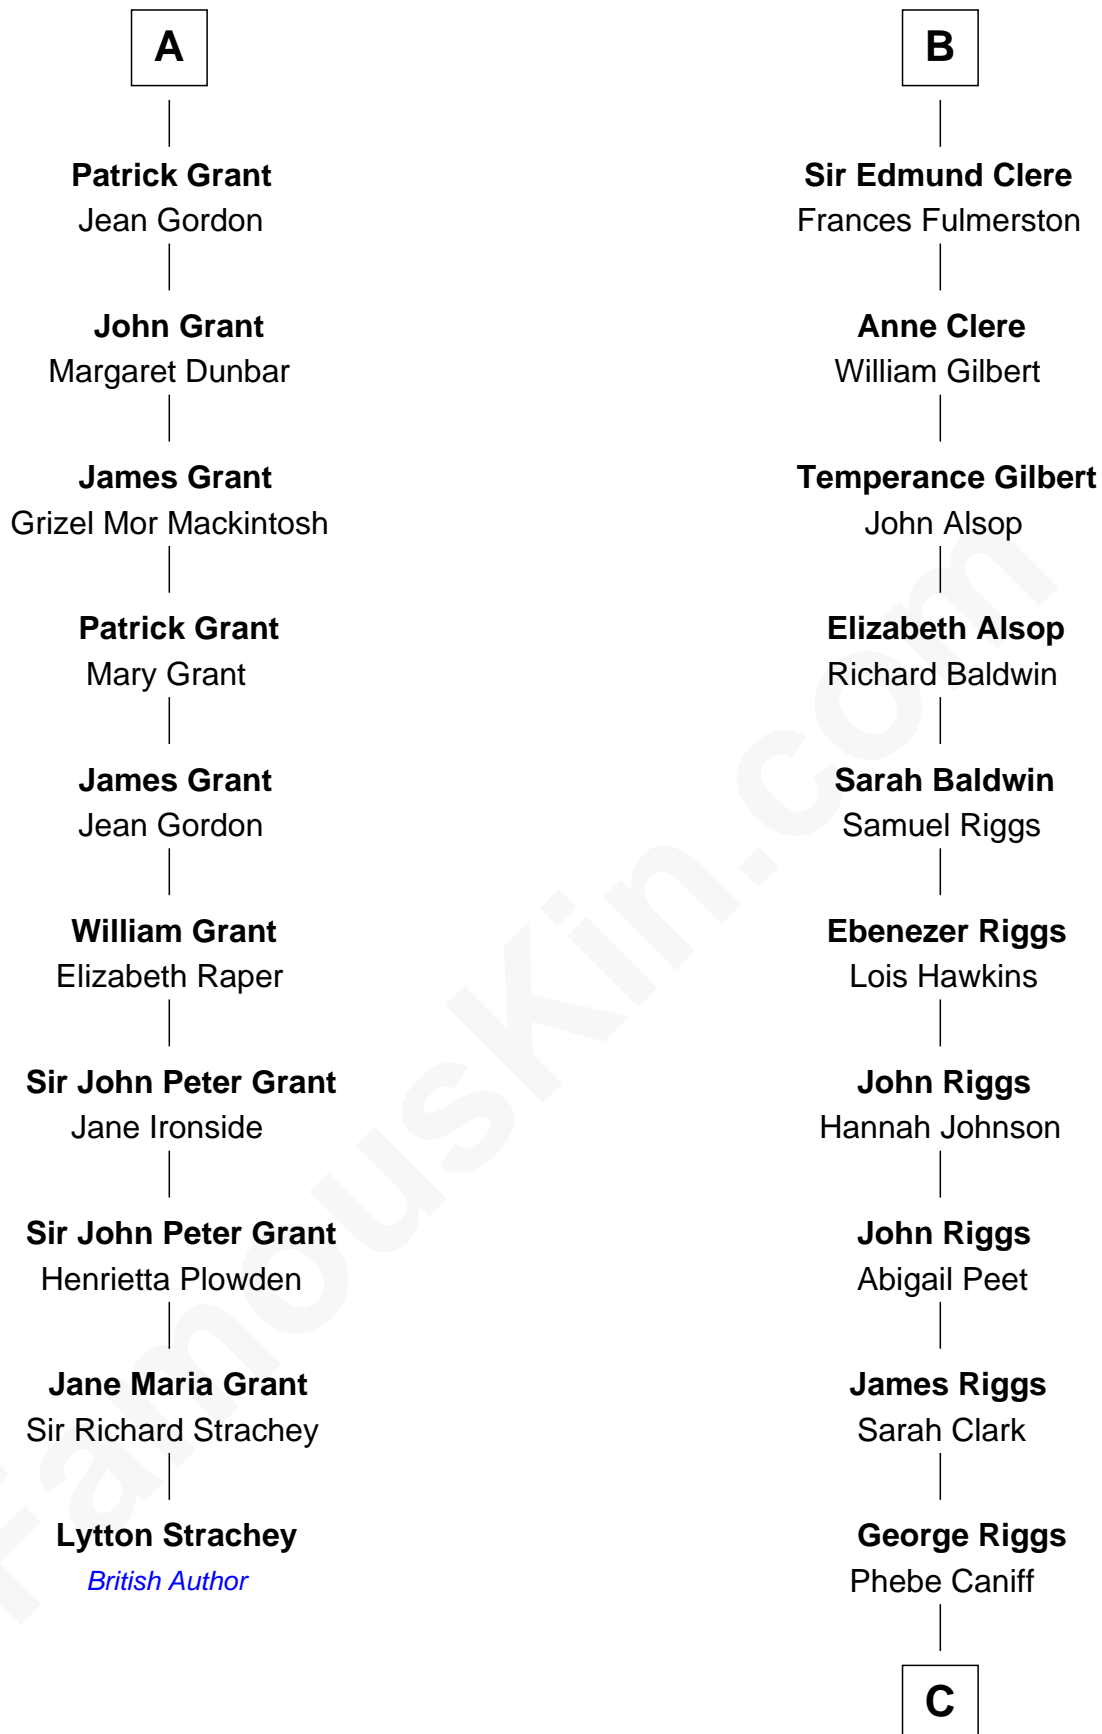 A
Patrick Grant
Jean Gordon
John Grant
Margaret Dunbar
James Grant
Grizel Mor Mackintosh
Patrick Grant
Mary Grant
James Grant
Jean Gordon
William Grant
Elizabeth Raper
Sir John Peter Grant
Jane Ironside
Sir John Peter Grant
Henrietta Plowden
Jane Maria Grant
Sir Richard Strachey
Lytton Strachey
British Author
B
Sir Edmund Clere
Frances Fulmerston
Anne Clere
William Gilbert
Temperance Gilbert
John Alsop
Elizabeth Alsop
Richard Baldwin
Sarah Baldwin
Samuel Riggs
Ebenezer Riggs
Lois Hawkins
John Riggs
Hannah Johnson
John Riggs
Abigail Peet
James Riggs
Sarah Clark
George Riggs
Phebe Caniff
C
FamousKin.com